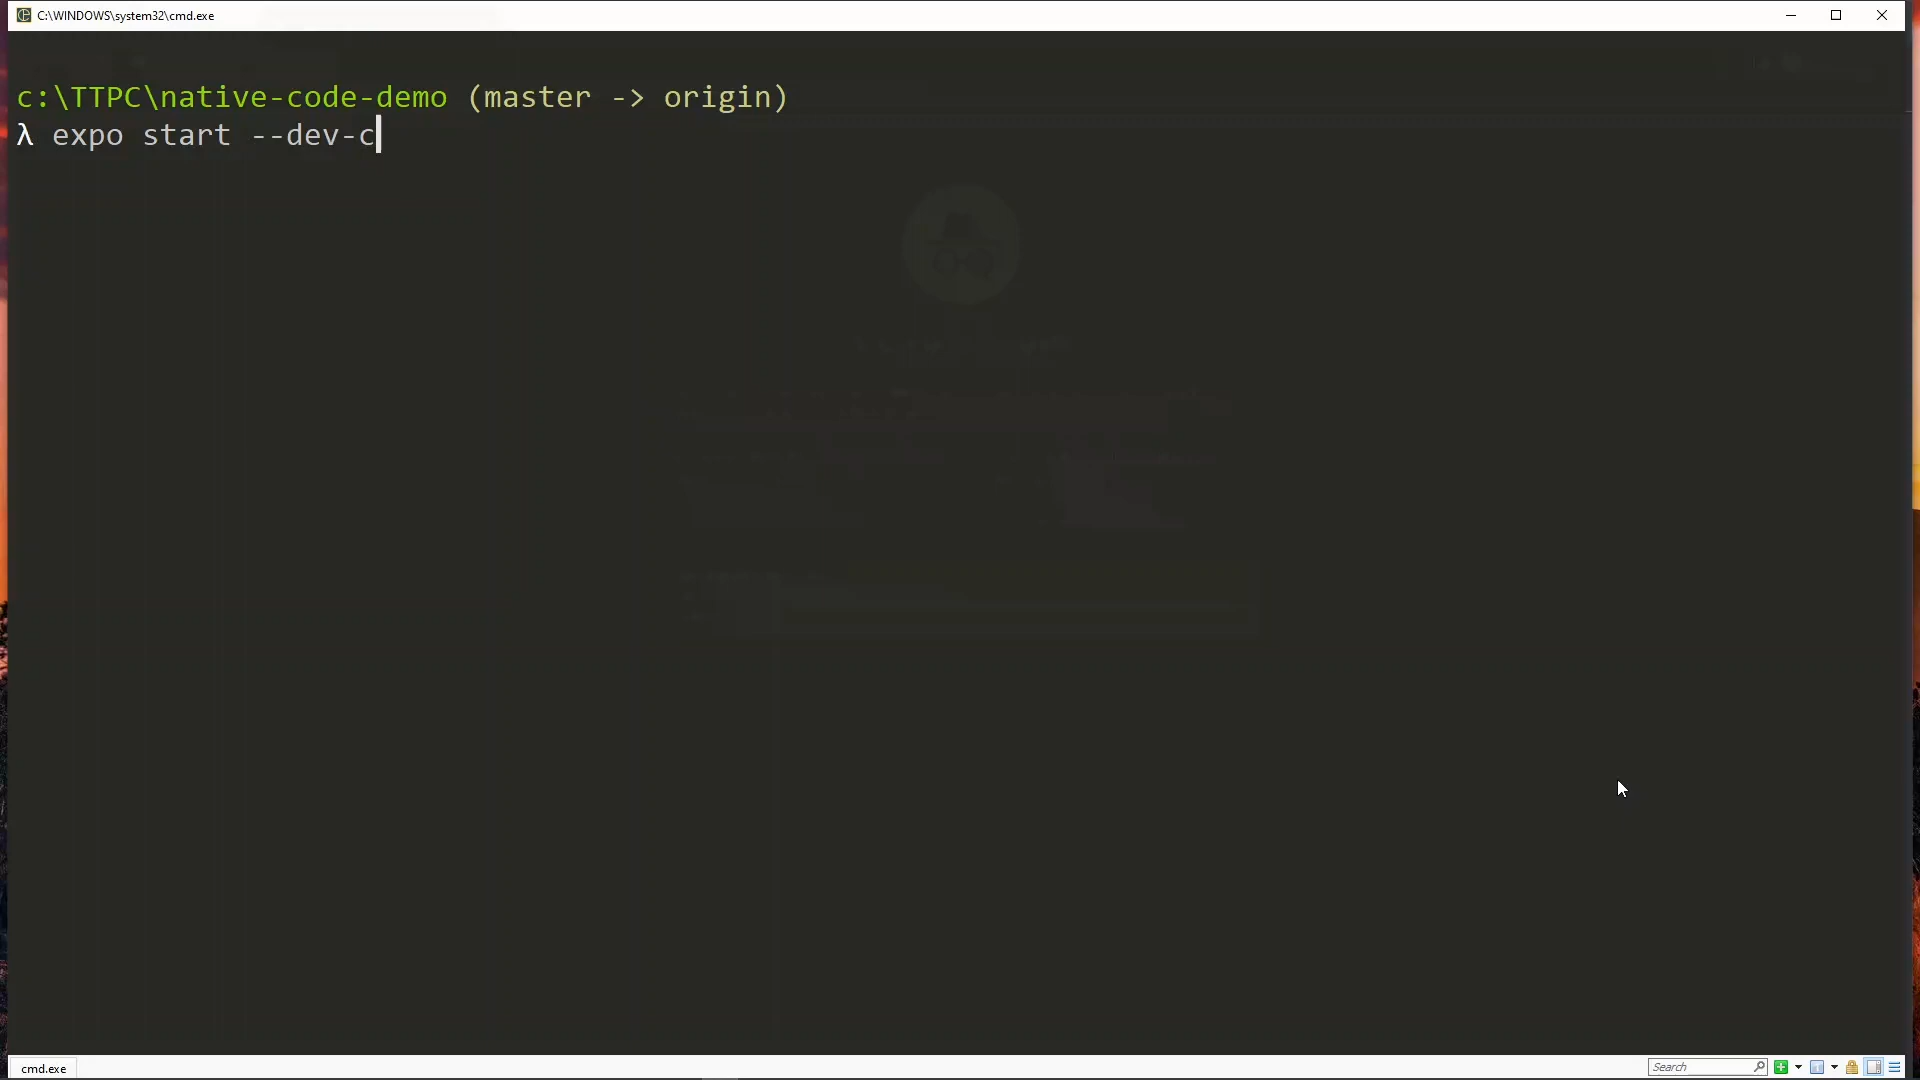 C:\WINDOWS\system32\cmd.exe
c:\TTPC\native-code-demo (master -> origin)
λ expo start --dev-c
cmd.exe
Search